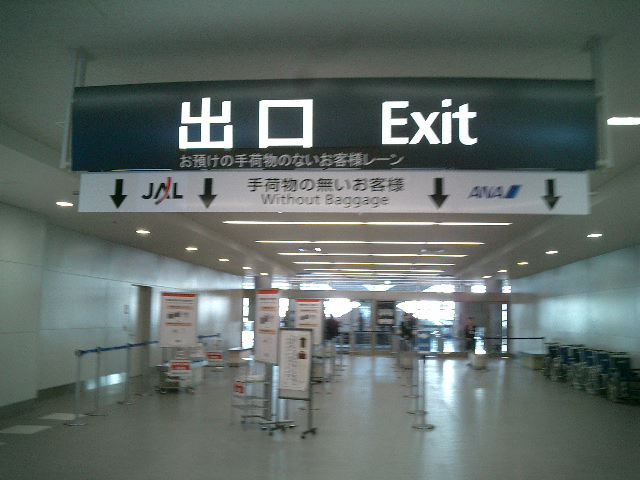 出口 Exit
お預けの手荷物のないお客様レーン
JAL 手荷物の無いお客様 ANA
Without Baggage